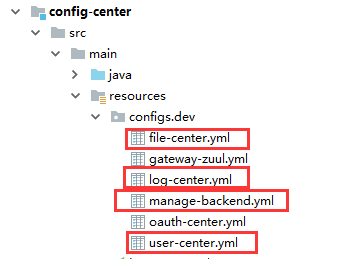 config-center
src
main
java
resources
configs.dev
file-center.yml
gateway-zuul.yml
log-center.yml
manage-backend.yml
oauth-center.yml
user-center.yml